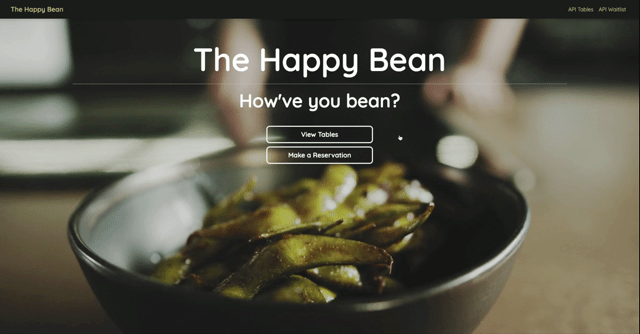 The Happy Bean
API Tables API Waitlist
The Happy Bean
How've you bean?
View Tables
Make a Reservation